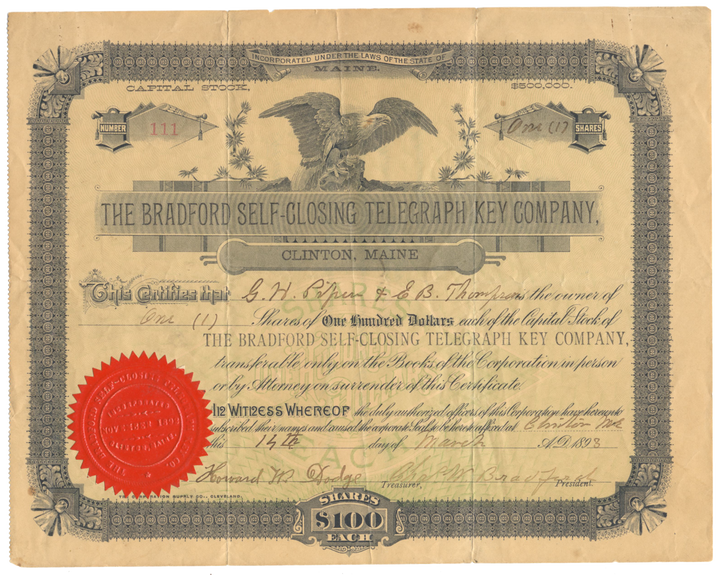 INCORPORATED UNDER THE LAWS OF THE STATE OF
MAINE.
CAPITAL STOCK, $500,000.
NUMBER 111 One (1) SHARES
THE BRADFORD SELF-CLOSING TELEGRAPH KEY COMPANY,
CLINTON, MAINE
This Certifies that G. H. & E. B. Thompson is the owner of
One (1) Shares of One Hundred Dollars each of the Capital Stock of
THE BRADFORD SELF-CLOSING TELEGRAPH KEY COMPANY,
transferable only on the Books of the Corporation in person
or by Attorney on surrender of this Certificate.
In Witness Whereof the duly authorized officers of this Corporation have hereunto
subscribed their names and caused the corporate Seal to be hereto affixed at Clinton Me
this 14th day of March A.D. 1893
Howard W. Dodge Treasurer, W. Bradford President.
SUPPLY CO., CLEVELAND.
SHARES
$100
EACH